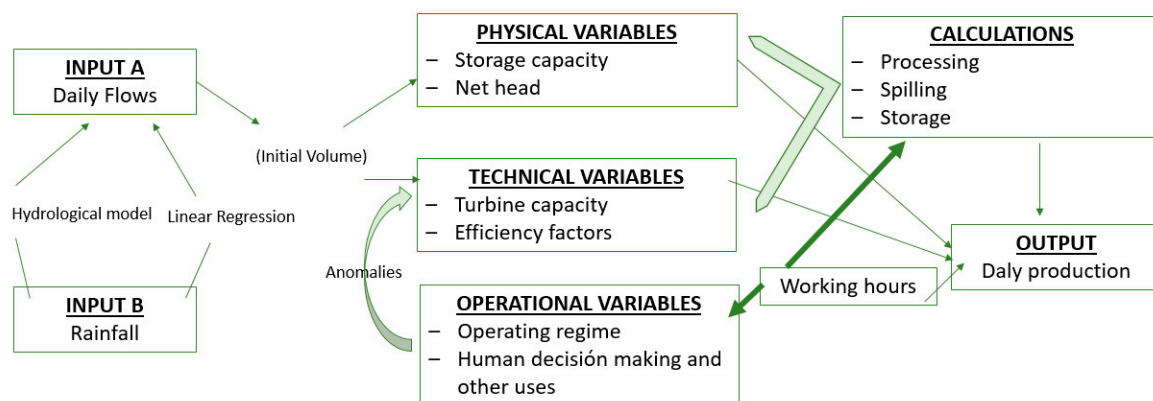 INPUT A
Daily Flows
Hydrological model
Linear Regression
INPUT B
Rainfall
(Initial Volume)
PHYSICAL VARIABLES
– Storage capacity
– Net head
TECHNICAL VARIABLES
– Turbine capacity
– Efficiency factors
Anomalies
OPERATIONAL VARIABLES
– Operating regime
– Human decisión making and
other uses
Working hours
CALCULATIONS
– Processing
– Spilling
– Storage
OUTPUT
Daly production